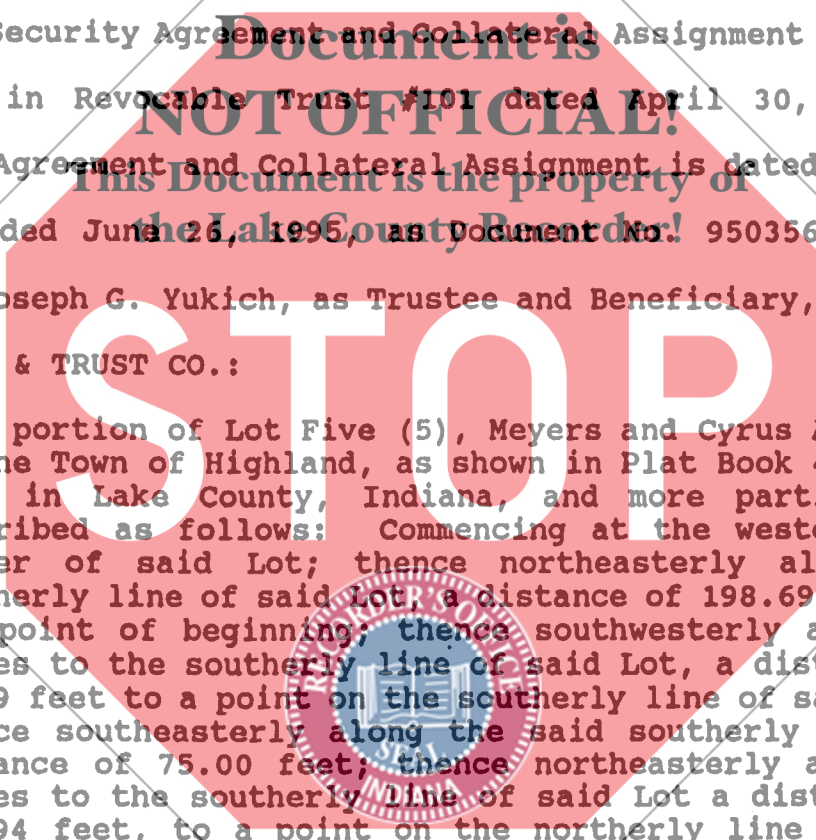 Security Agreement and Collateral Assignment
Document is
in Revocable Trust #101 dated April 30,
NOT OFFICIAL!
Agreement and Collateral Assignment is dated
This Document is the property of
ded June 26, 1995, as Document No. 950356
the Lake County Recorder!
oseph G. Yukich, as Trustee and Beneficiary,
STOP
& TRUST CO.:
portion of Lot Five (5), Meyers and Cyrus
ne Town of Highland, as shown in Plat Book
in Lake County, Indiana, and more part
ribed as follows: Commencing at the west
er of said Lot; thence northeasterly al
herly line of said Lot, a distance of 198.69
point of beginning; thence southwesterly a
es to the southerly line of said Lot, a dist
9 feet to a point on the southerly line of sa
ce southeasterly along the said southerly
ance of 75.00 feet; thence northeasterly a
es to the southerly line of said Lot a dist
94 feet, to a point on the northerly line
RECORDER'S OFFICE
SEAL
INDIANA